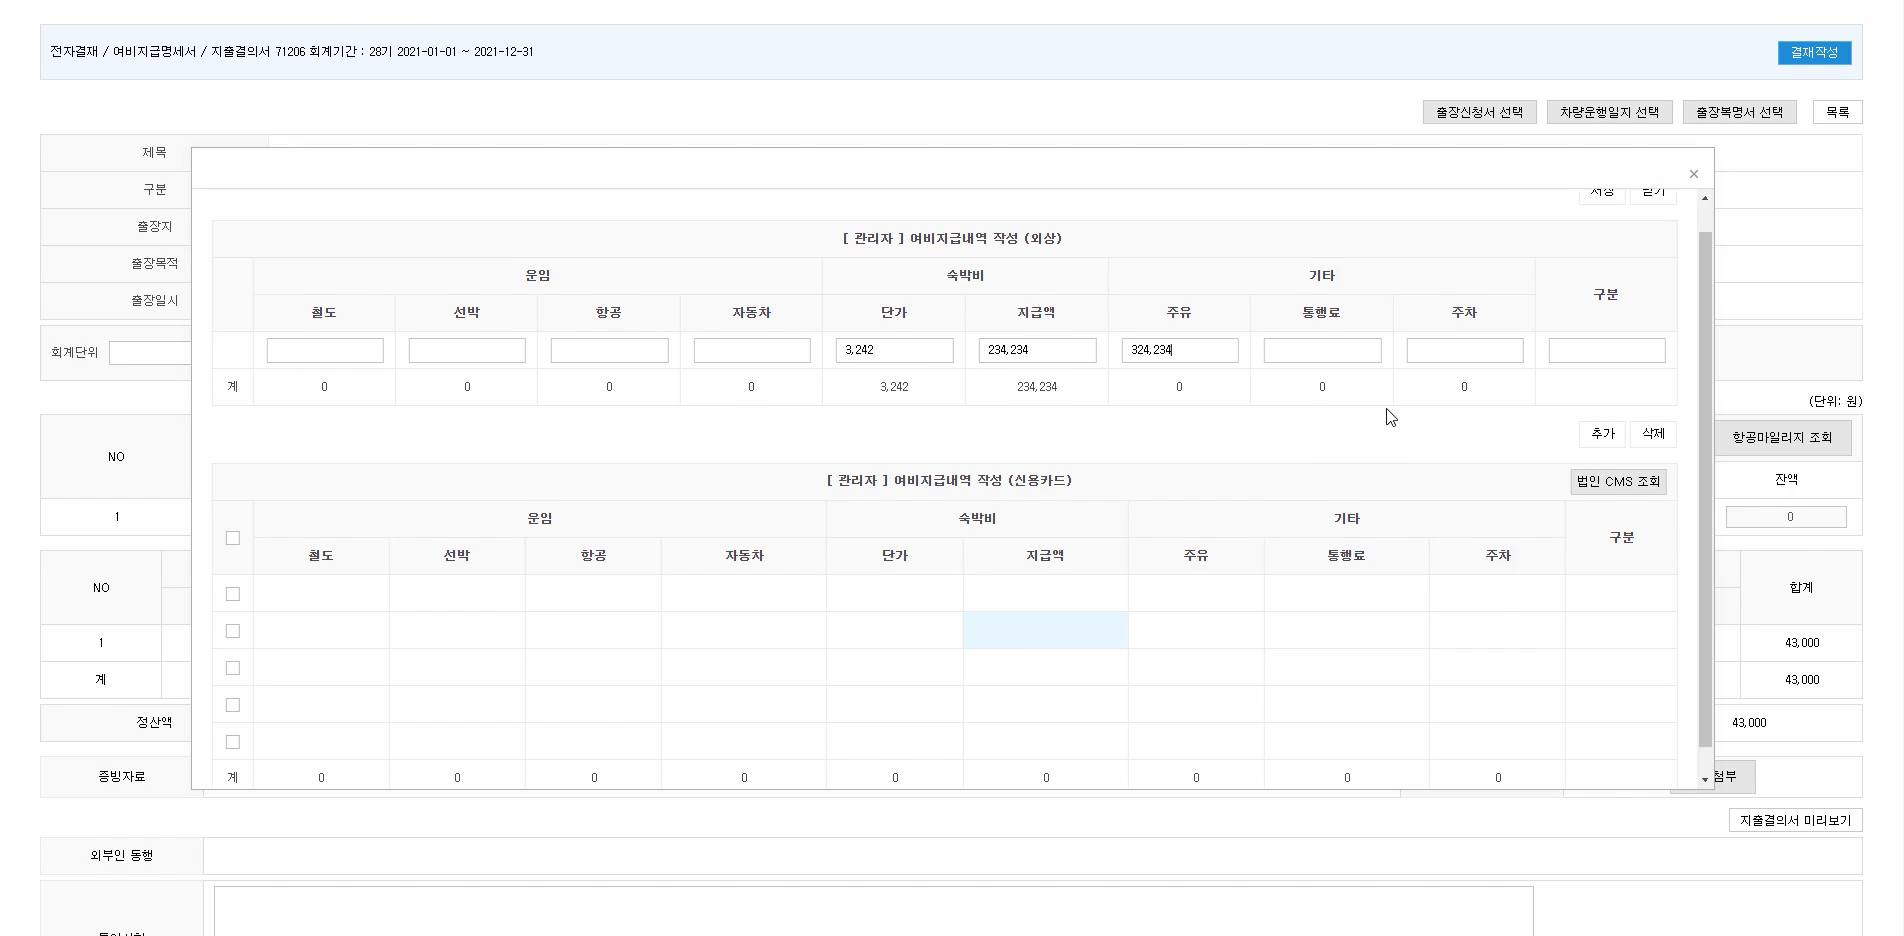 전자결재 / 여비지급명세서 / 지출결의서 71206 회계기간 : 28기 2021-01-01 ~ 2021-12-31
결재작성
출장신청서 선택 차량운행일지 선택 출장복명서 선택 목록
제목
구분
출장지
출장목적
출장일시
회계단위
(단위: 원)
NO
항공마일리지 조회
잔액
1
0
NO
합계
1
43,000
계
43,000
정산액
43,000
증빙자료
첨부
지출결의서 미리보기
외부인 동행
×
저장 닫기
[ 관리자 ] 여비지급내역 작성 (외상)
운임 숙박비 기타 구분
철도 선박 항공 자동차 단가 지급액 주유 통행료 주차
3,242 234,234 324,234
계 0 0 0 0 3,242 234,234 0 0 0
추가 삭제
[ 관리자 ] 여비지급내역 작성 (신용카드)
법인 CMS 조회
운임 숙박비 기타 구분
철도 선박 항공 자동차 단가 지급액 주유 통행료 주차
계 0 0 0 0 0 0 0 0 0